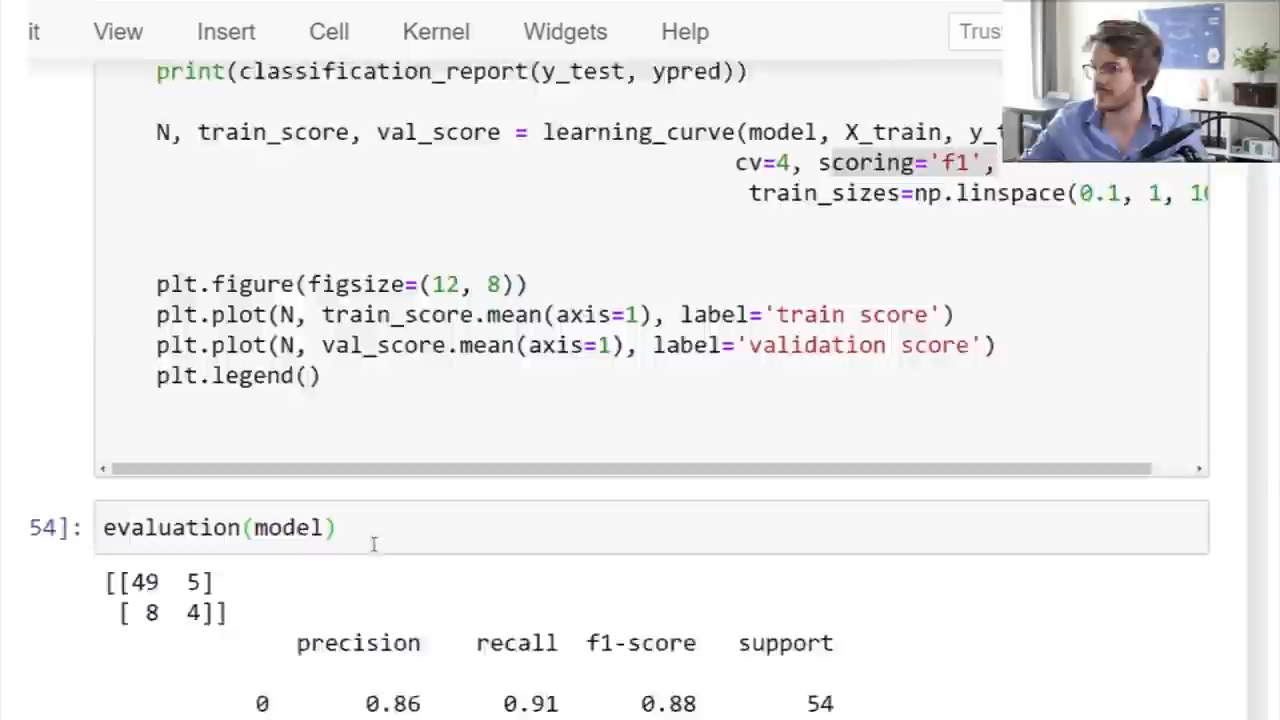 it View Insert Cell Kernel Widgets Help Trus
print(classification_report(y_test, ypred))
N, train_score, val_score = learning_curve(model, X_train, y_t
cv=4, scoring='f1',
train_sizes=np.linspace(0.1, 1, 10
plt.figure(figsize=(12, 8))
plt.plot(N, train_score.mean(axis=1), label='train score')
plt.plot(N, val_score.mean(axis=1), label='validation score')
plt.legend()
54]: evaluation(model)
[[49 5]
[ 8 4]]
precision recall f1-score support
0 0.86 0.91 0.88 54